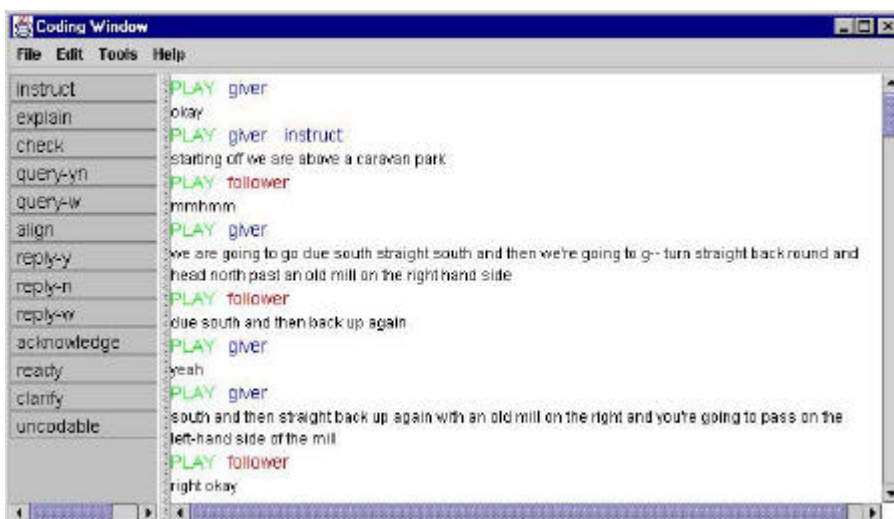 Coding Window
File Edit Tools Help
instruct
explain
check
query-yn
query-w
align
reply-y
reply-n
reply-w
acknowledge
ready
clarify
uncodable
PLAY giver
okay
PLAY giver instruct
starting off we are above a caravan park
PLAY follower
mmhmm
PLAY giver
we are going to go due south straight south and then we're going to g-- turn straight back round and
head north past an old mill on the right hand side
PLAY follower
due south and then back up again
PLAY giver
yeah
PLAY giver
south and then straight back up again with an old mill on the right and you're going to pass on the
left-hand side of the mill
PLAY follower
right okay